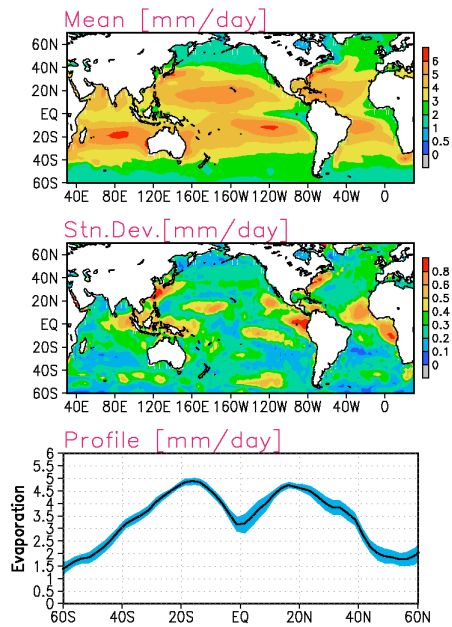 Mean [mm/day]
60N
40N
20N
EQ
20S
40S
60S
40E 80E 120E 160E 160W 120W 80W 40W 0
6
5
4
3
2
1
0.5
0
Stn.Dev.[mm/day]
60N
40N
20N
EQ
20S
40S
60S
40E 80E 120E 160E 160W 120W 80W 40W 0
0.8
0.6
0.5
0.4
0.3
0.2
0.1
0
Profile [mm/day]
Evaporation
6
5.5
5
4.5
4
3.5
3
2.5
2
1.5
1
0.5
0
60S 40S 20S EQ 20N 40N 60N